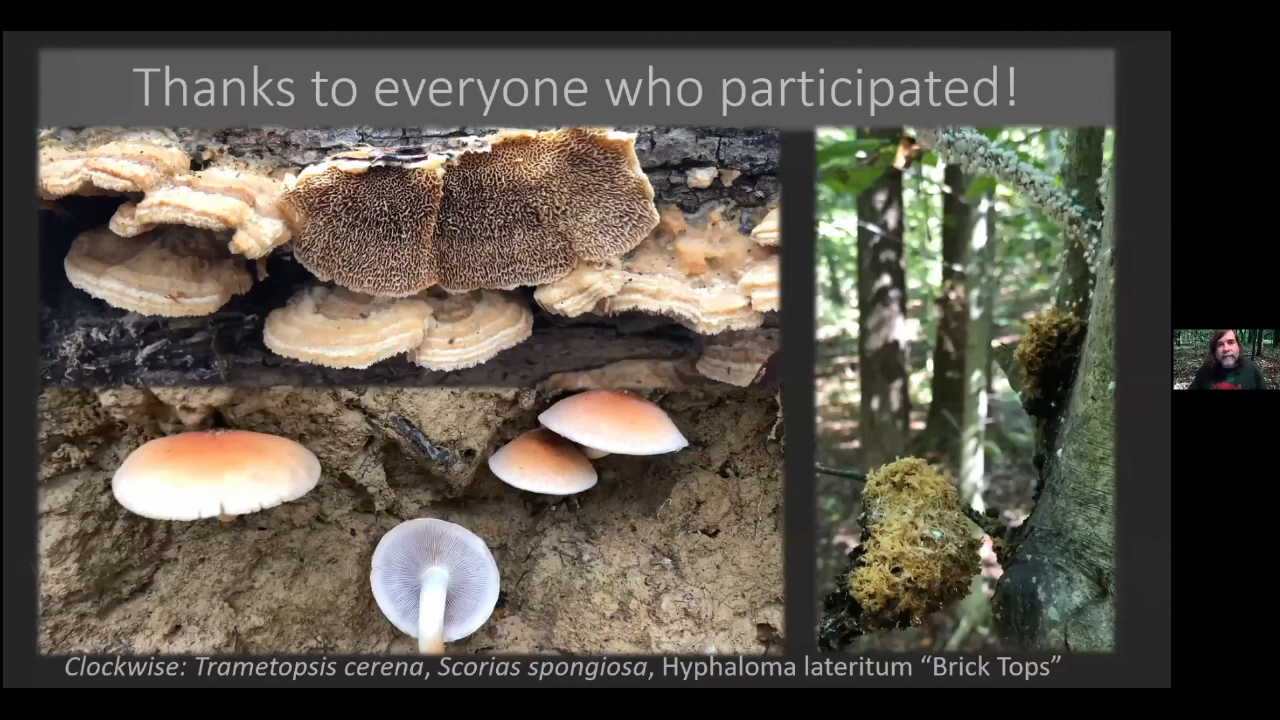 Thanks to everyone who participated!
Clockwise: Trametopsis cerena, Scorias spongiosa, Hyphaloma lateritum “Brick Tops”